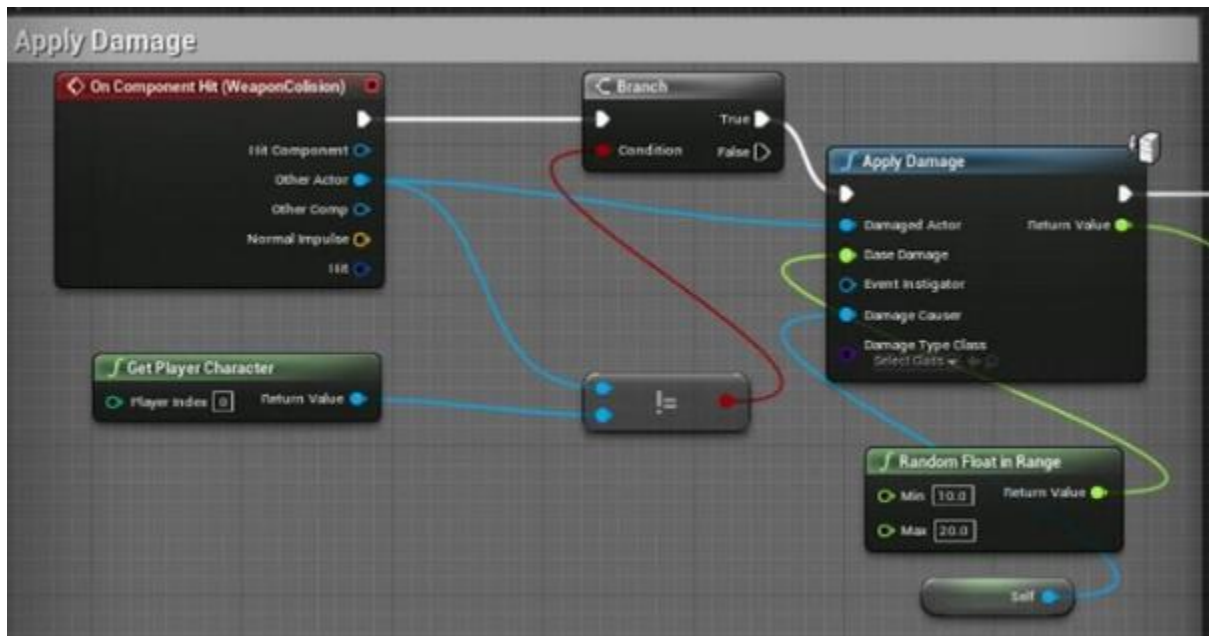 Apply Damage
On Component Hit (WeaponColision)
Hit Component
Other Actor
Other Comp
Normal Impulse
Hit
Branch
True
Condition
False
Apply Damage
Damaged Actor
Return Value
Base Damage
Event Instigator
Damage Causer
Damage Type Class
Select Class
Get Player Character
Player Index 0
Return Value
!=
Random Float in Range
Min 10.0
Return Value
Max 20.0
Self